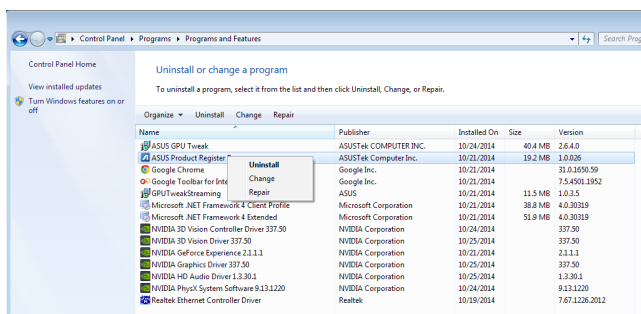 Control Panel ▸ Programs ▸ Programs and Features
Search Prog
Control Panel Home
View installed updates
Turn Windows features on or off
Uninstall or change a program
To uninstall a program, select it from the list and then click Uninstall, Change, or Repair.
Organize Uninstall Change Repair
Name Publisher Installed On Size Version
ASUS GPU Tweak ASUSTek COMPUTER INC. 10/24/2014 40.4 MB 2.6.4.0
ASUS Product Register ASUSTek Computer Inc. 10/21/2014 19.2 MB 1.0.026
Google Chrome Google Inc. 10/21/2014 31.0.1650.59
Google Toolbar for Inte Google Inc. 10/21/2014 7.5.4501.1952
GPUTweakStreaming ASUS 10/21/2014 11.5 MB 1.0.3.5
Microsoft .NET Framework 4 Client Profile Microsoft Corporation 10/21/2014 38.8 MB 4.0.30319
Microsoft .NET Framework 4 Extended Microsoft Corporation 10/21/2014 51.9 MB 4.0.30319
NVIDIA 3D Vision Controller Driver 337.50 NVIDIA Corporation 10/24/2014 337.50
NVIDIA 3D Vision Driver 337.50 NVIDIA Corporation 10/25/2014 337.50
NVIDIA GeForce Experience 2.1.1.1 NVIDIA Corporation 10/21/2014 2.1.1.1
NVIDIA Graphics Driver 337.50 NVIDIA Corporation 10/25/2014 337.50
NVIDIA HD Audio Driver 1.3.30.1 NVIDIA Corporation 10/25/2014 1.3.30.1
NVIDIA PhysX System Software 9.13.1220 NVIDIA Corporation 10/24/2014 9.13.1220
Realtek Ethernet Controller Driver Realtek 10/19/2014 7.67.1226.2012
Uninstall
Change
Repair